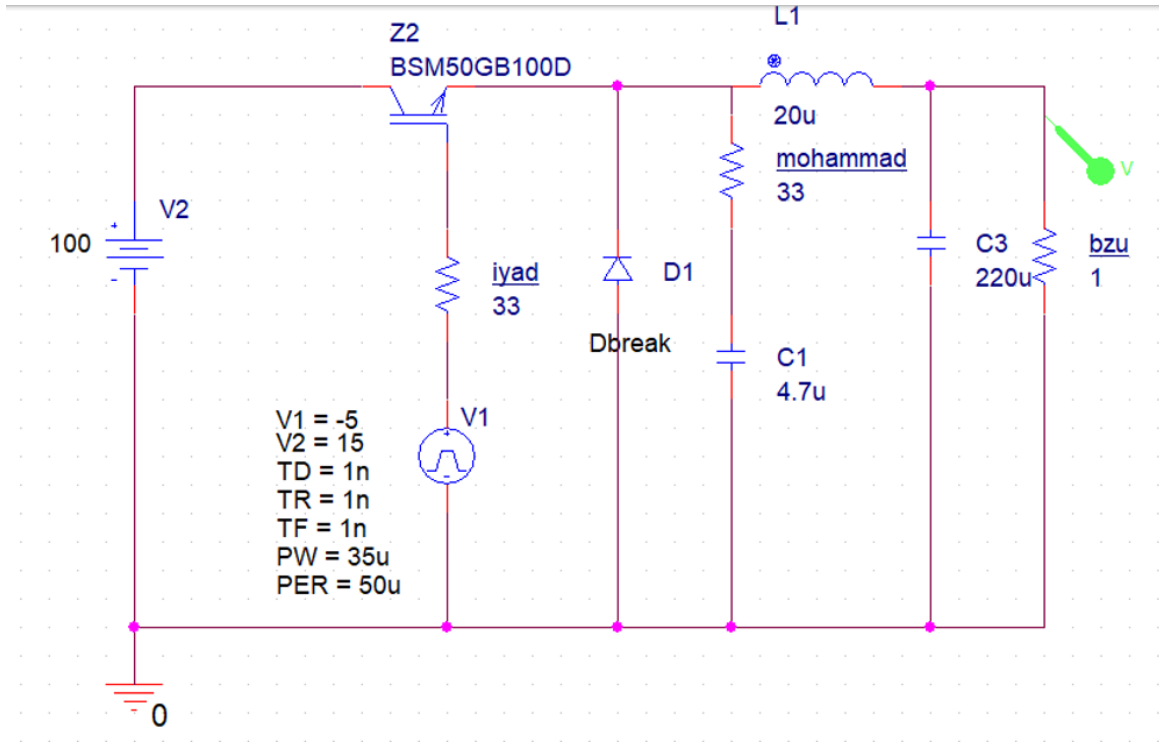 L1
Z2
BSM50GB100D
20u
mohammad
33
V2
100
+
-
iyad
33
D1
Dbreak
C3
220u
bzu
1
V
C1
4.7u
V1
+
-
V1 = -5
V2 = 15
TD = 1n
TR = 1n
TF = 1n
PW = 35u
PER = 50u
0